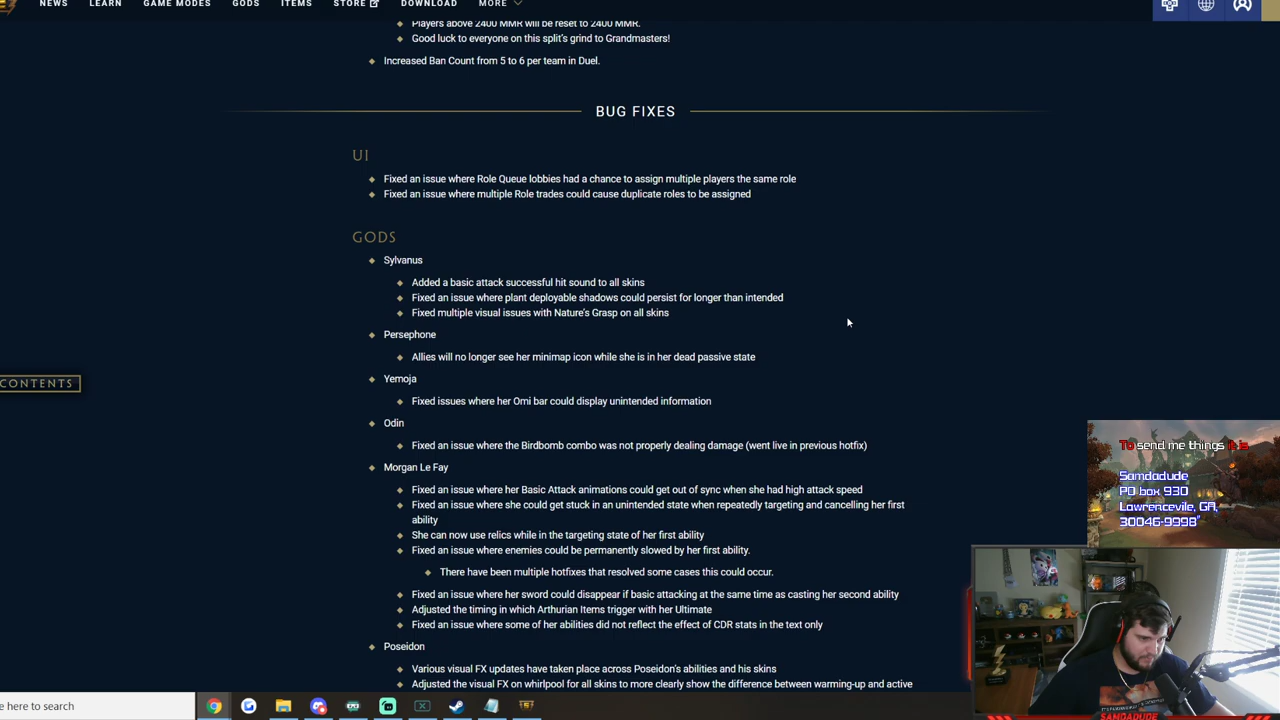 NEWS LEARN GAME MODES GODS ITEMS STORE DOWNLOAD MORE
Players above 2400 MMR will be reset to 2400 MMR.
Good luck to everyone on this split's grind to Grandmasters!
Increased Ban Count from 5 to 6 per team in Duel.
BUG FIXES
UI
Fixed an issue where Role Queue lobbies had a chance to assign multiple players the same role
Fixed an issue where multiple Role trades could cause duplicate roles to be assigned
GODS
Sylvanus
Added a basic attack successful hit sound to all skins
Fixed an issue where plant deployable shadows could persist for longer than intended
Fixed multiple visual issues with Nature's Grasp on all skins
Persephone
Allies will no longer see her minimap icon while she is in her dead passive state
CONTENTS
Yemoja
Fixed issues where her Omi bar could display unintended information
Odin
Fixed an issue where the Birdbomb combo was not properly dealing damage (went live in previous hotfix)
Morgan Le Fay
Fixed an issue where her Basic Attack animations could get out of sync when she had high attack speed
Fixed an issue where she could get stuck in an unintended state when repeatedly targeting and cancelling her first
ability
She can now use relics while in the targeting state of her first ability
Fixed an issue where enemies could be permanently slowed by her first ability.
There have been multiple hotfixes that resolved some cases this could occur.
Fixed an issue where her sword could disappear if basic attacking at the same time as casting her second ability
Adjusted the timing in which Arthurian Items trigger with her Ultimate
Fixed an issue where some of her abilities did not reflect the effect of CDR stats in the text only
Poseidon
Various visual FX updates have taken place across Poseidon's abilities and his skins
Adjusted the visual FX on whirlpool for all skins to more clearly show the difference between warming-up and active
To send me things it is
Samdadude
PO box 930
Lawrencevile, GA,
30046-9998"
SAMDADUDE
e here to search